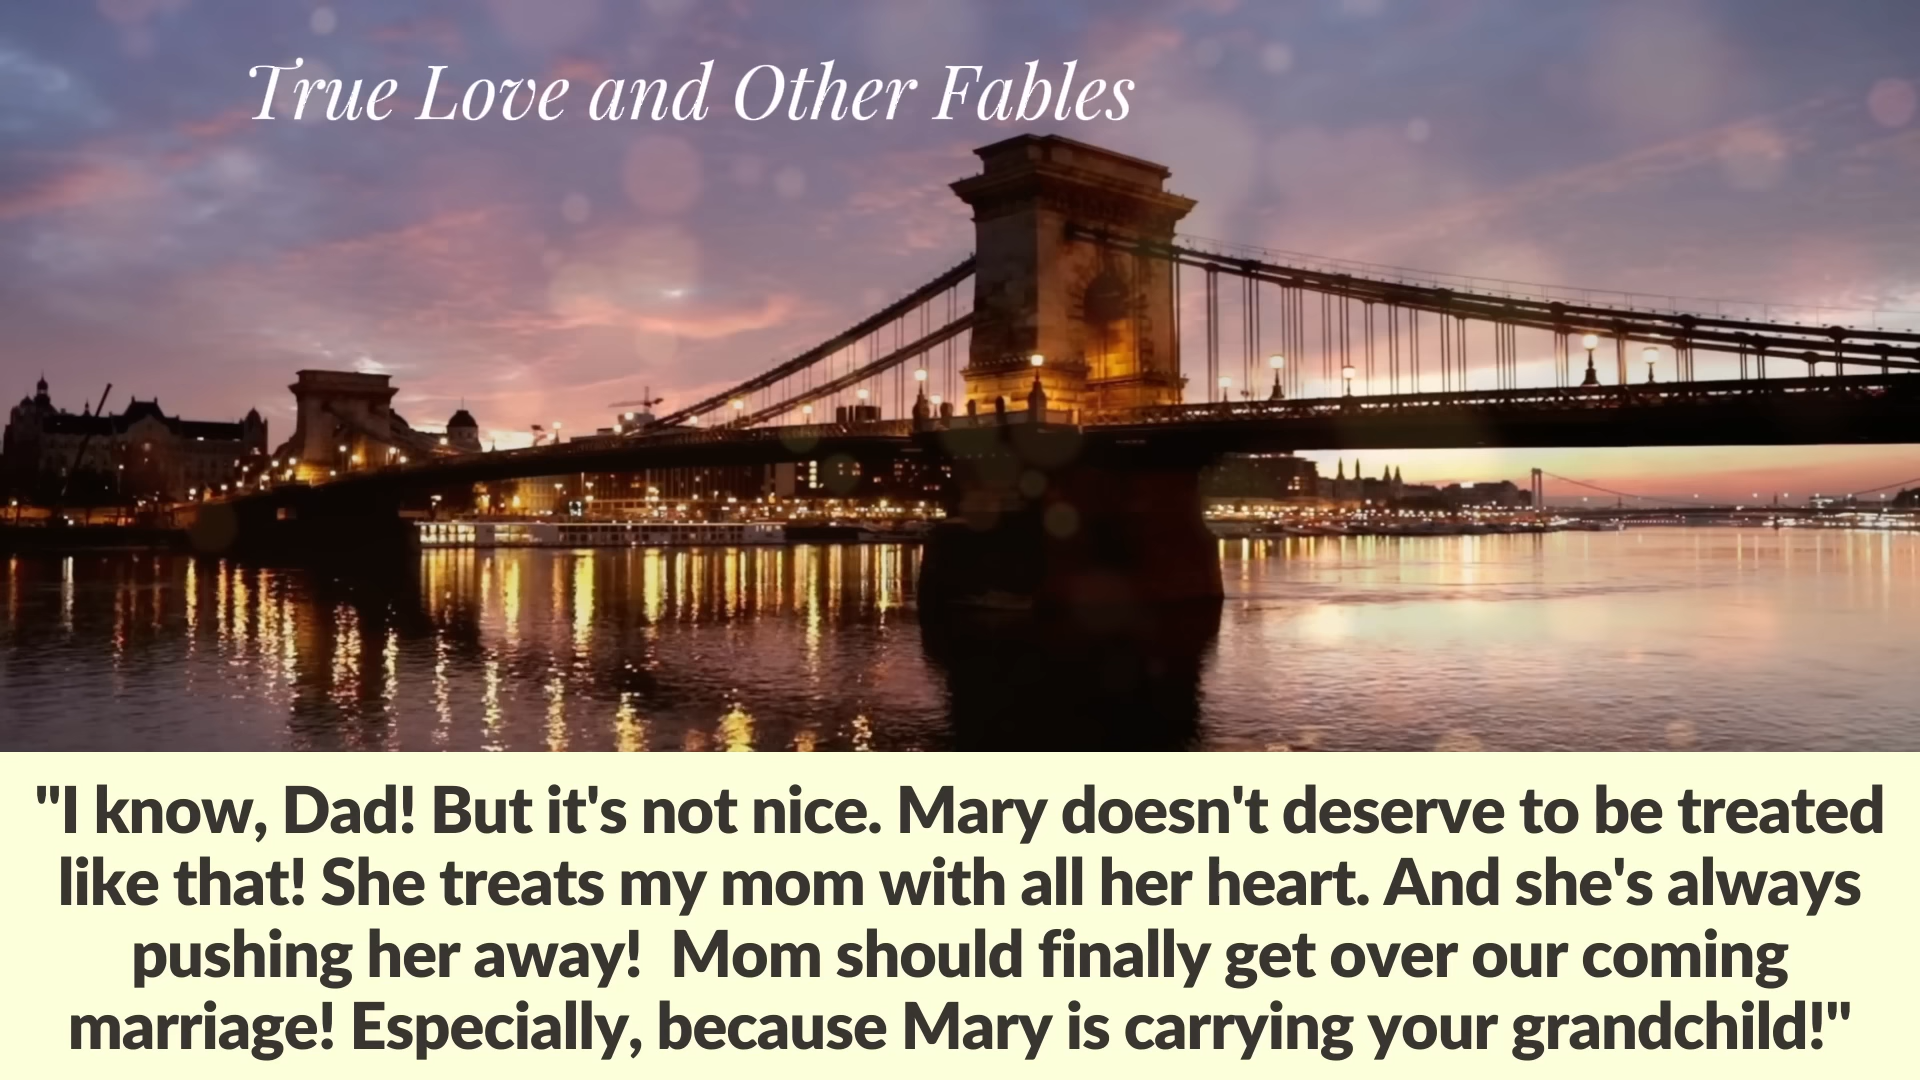 True Love and Other Fables
"I know, Dad! But it's not nice. Mary doesn't deserve to be treated
like that! She treats my mom with all her heart. And she's always
pushing her away!  Mom should finally get over our coming
marriage! Especially, because Mary is carrying your grandchild!"